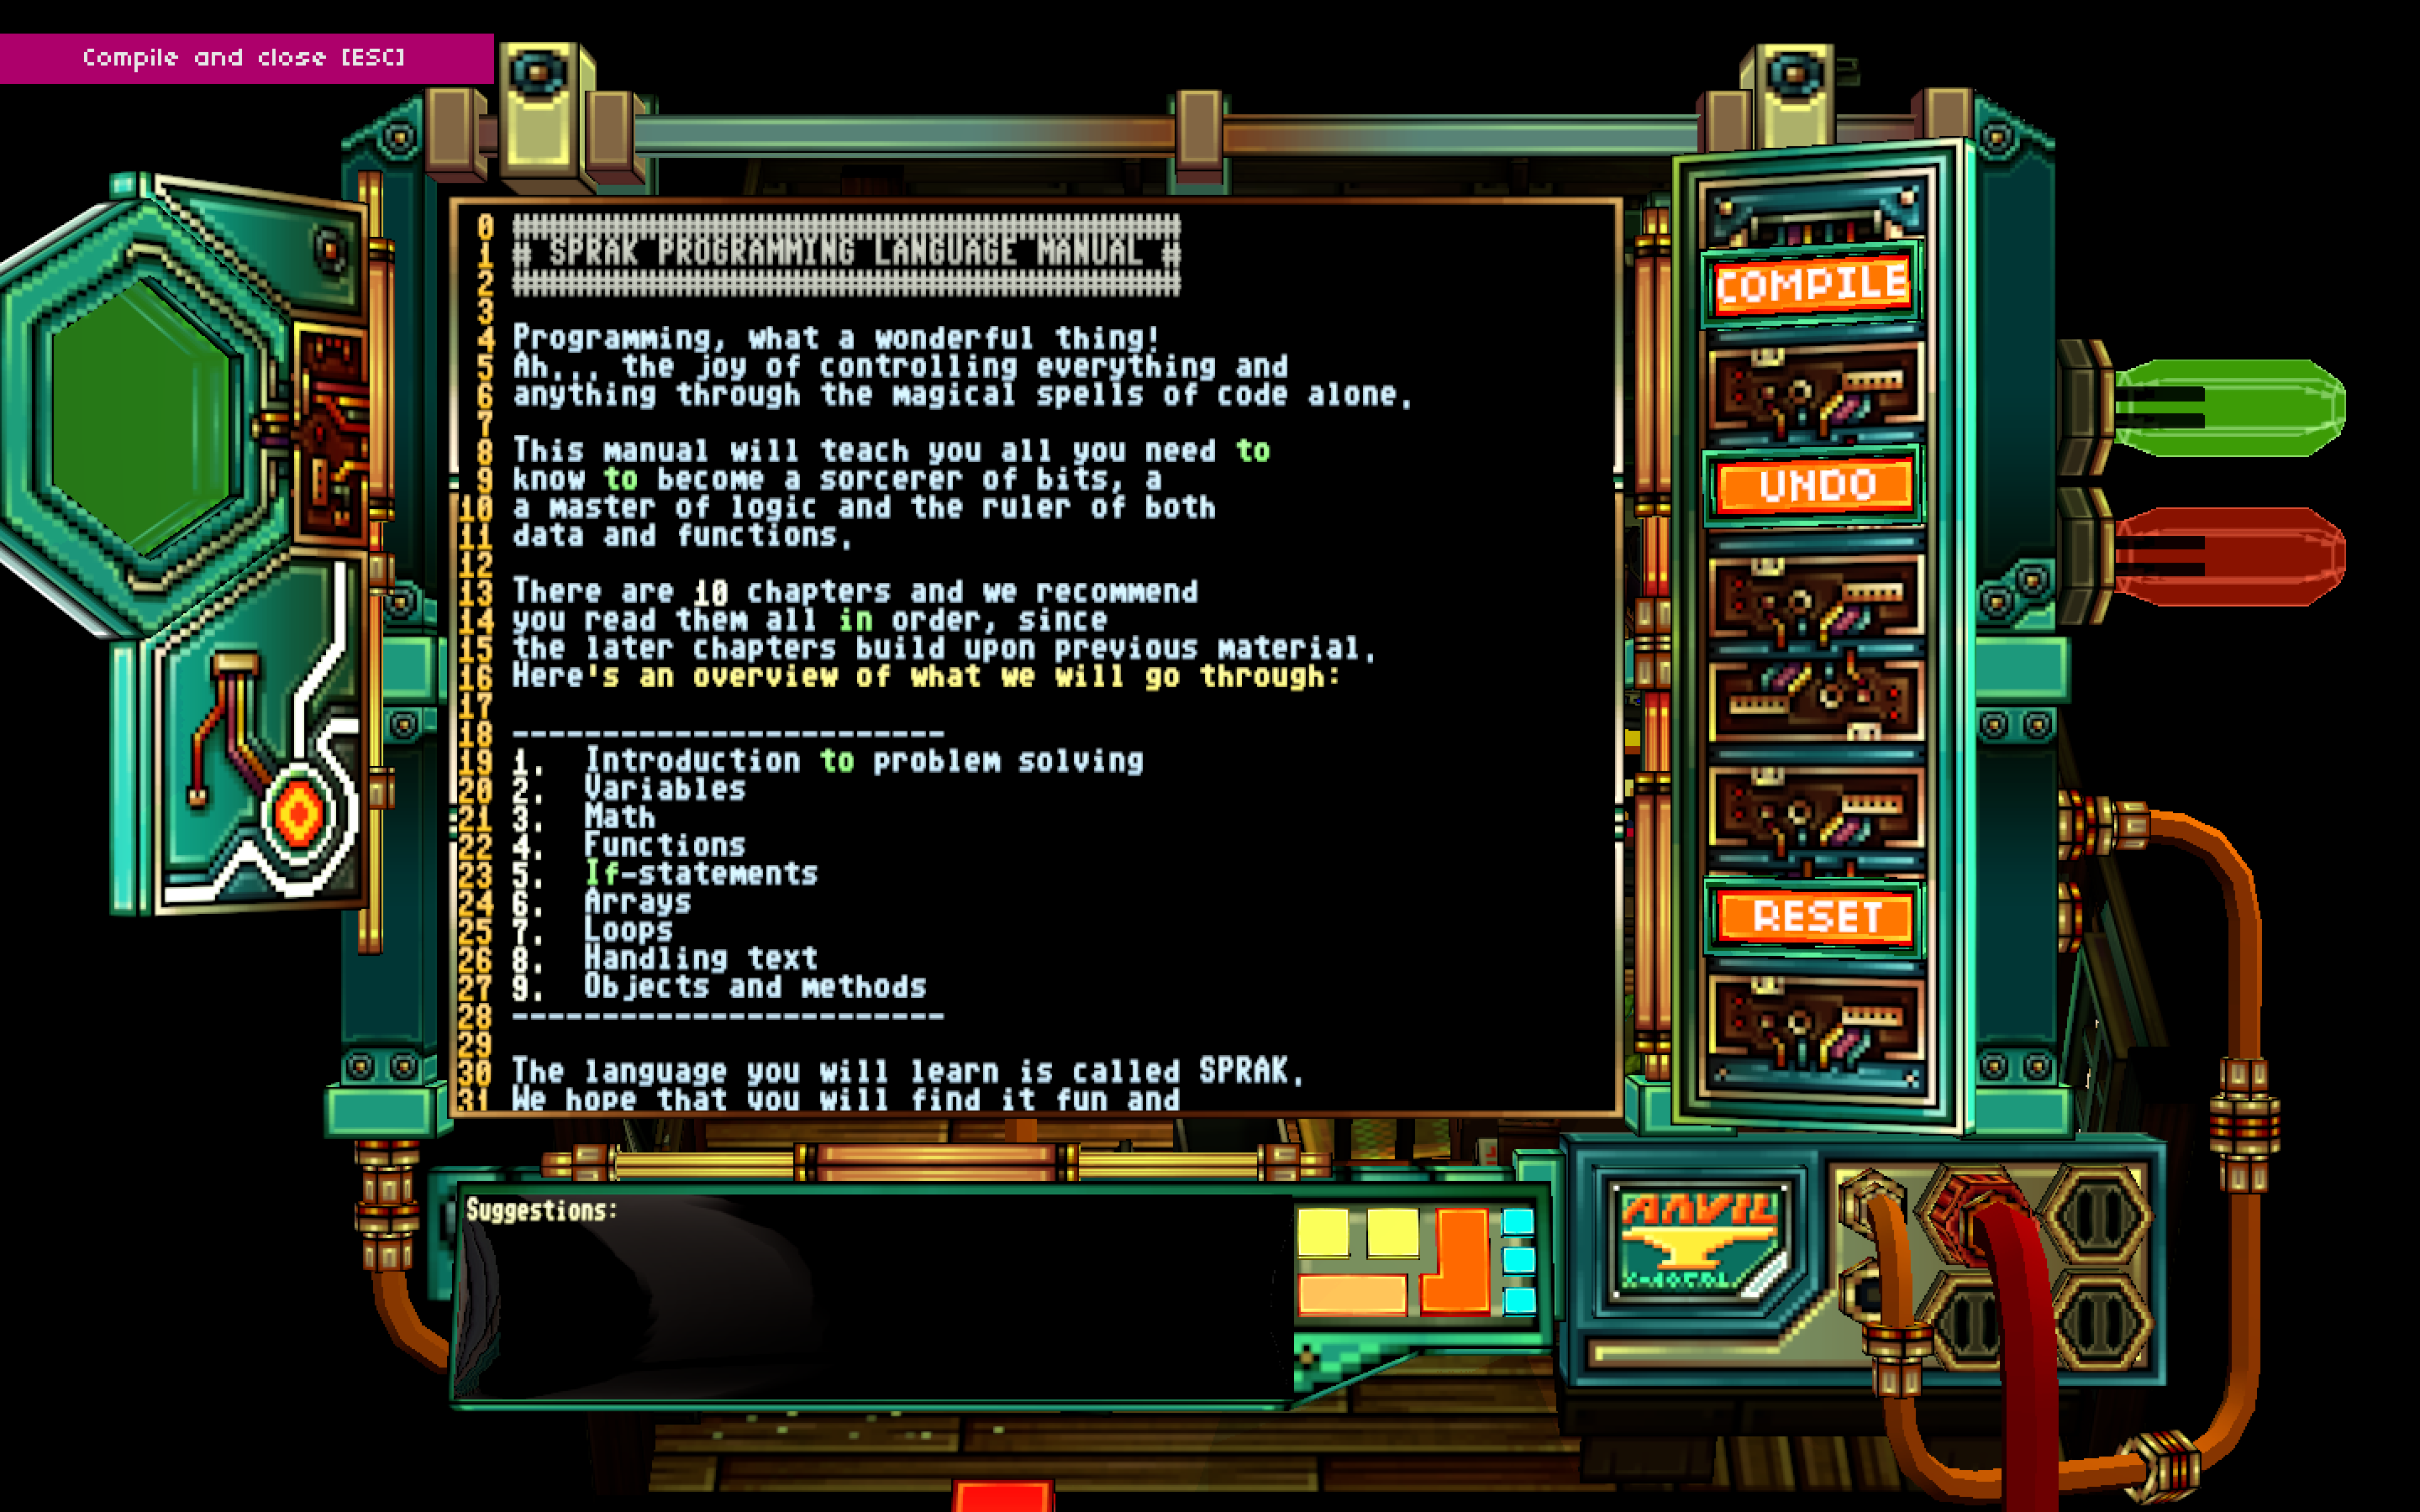 Compile and close [ESC]
0 #####################################
1 # SPRAK PROGRAMMING LANGUAGE MANUAL #
2 #####################################
3
4 Programming, what a wonderful thing!
5 Ah... the joy of controlling everything and
6 anything through the magical spells of code alone.
7
8 This manual will teach you all you need to
9 know to become a sorcerer of bits, a
10 a master of logic and the ruler of both
11 data and functions.
12
13 There are 10 chapters and we recommend
14 you read them all in order, since
15 the later chapters build upon previous material.
16 Here's an overview of what we will go through:
17
18 ------------------------
19 1. Introduction to problem solving
20 2. Variables
21 3. Math
22 4. Functions
23 5. If-statements
24 6. Arrays
25 7. Loops
26 8. Handling text
27 9. Objects and methods
28 ------------------------
29
30 The language you will learn is called SPRAK.
31 We hope that you will find it fun and
COMPILE
UNDO
RESET
Suggestions:
ANVIL